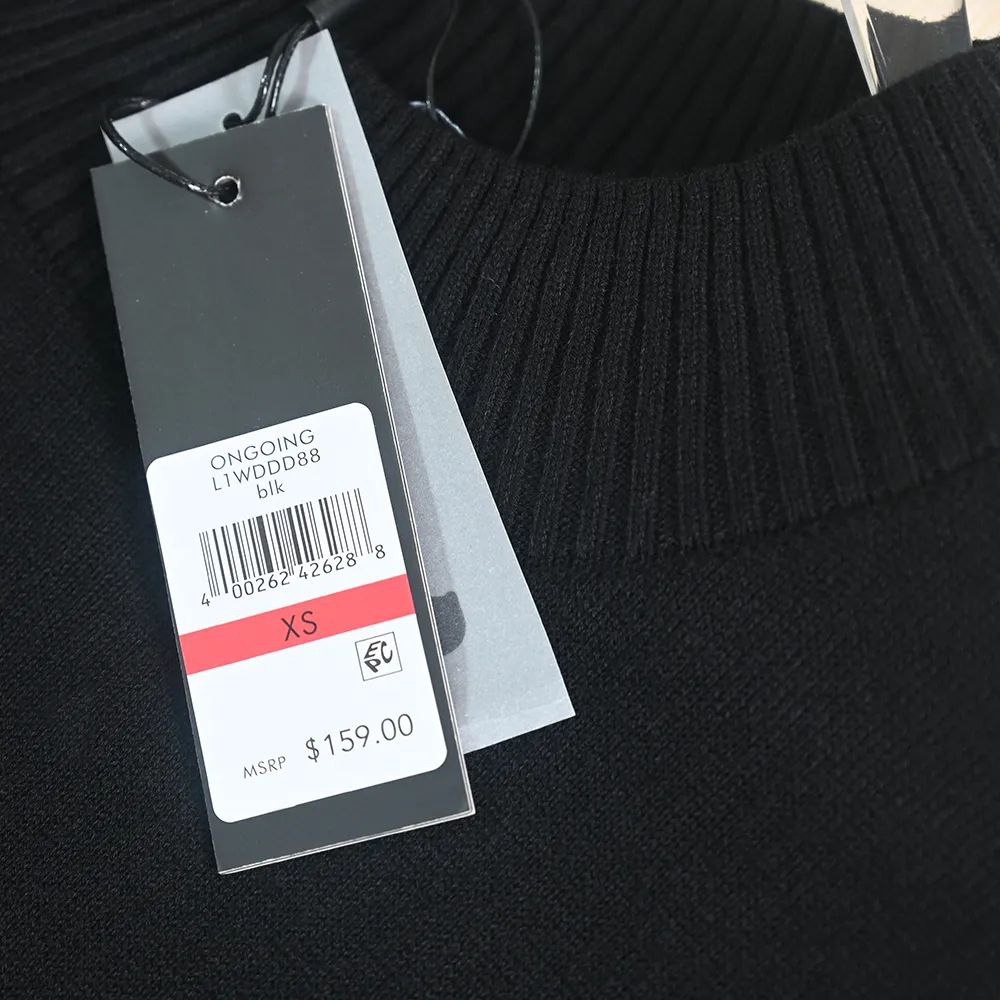 ONGOING
L1WDDD88
blk
4 00262 42628 8
XS
EPC
MSRP $159.00